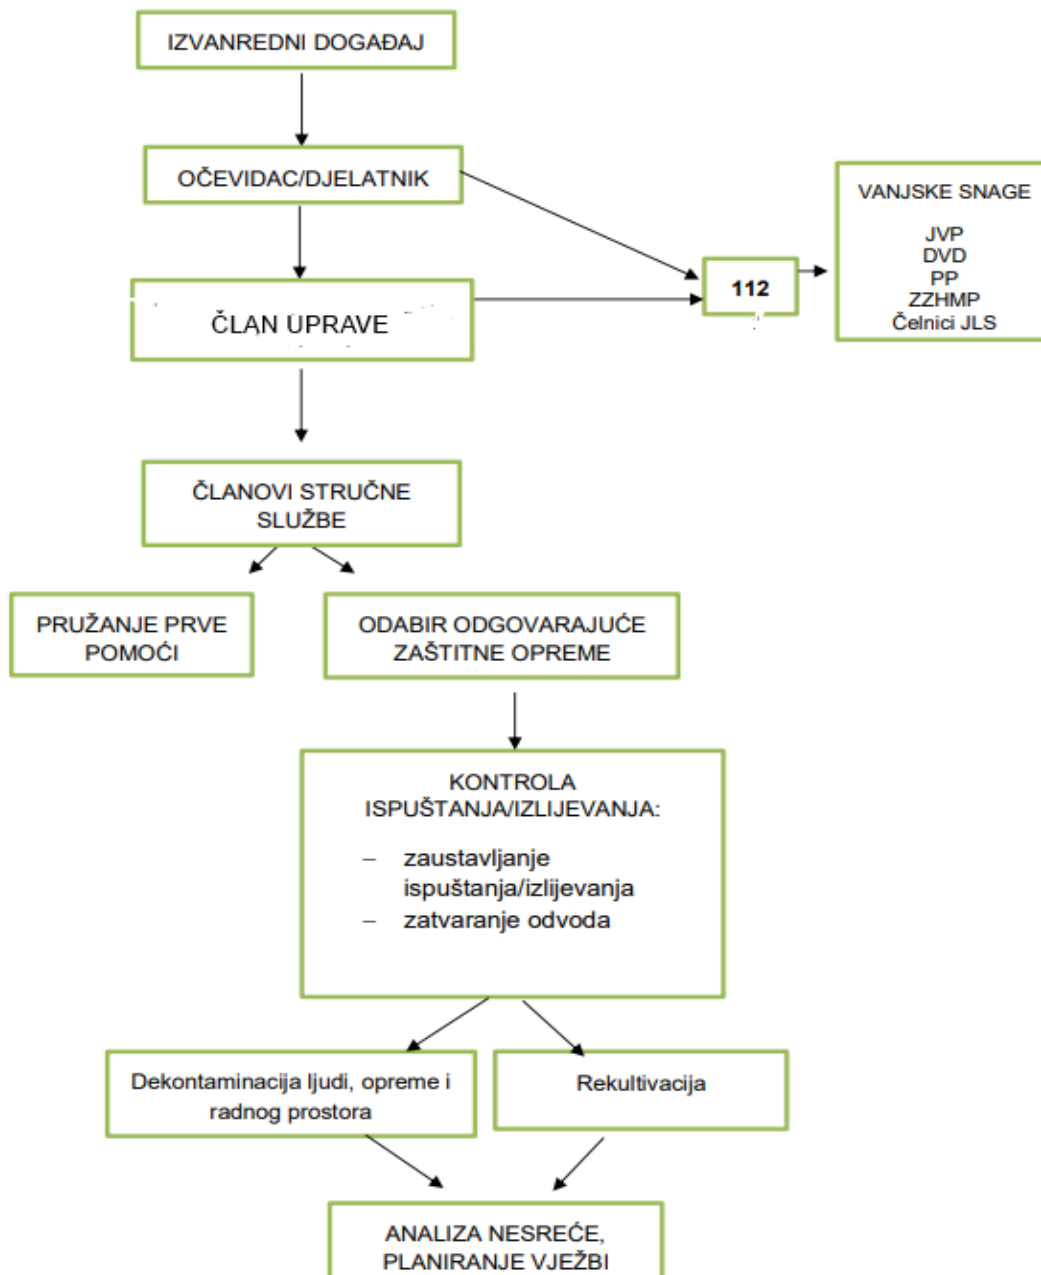 IZVANREDNI DOGAĐAJ
OČEVIDAC/DJELATNIK
VANJSKE SNAGE
JVP
DVD
PP
ZZHMP
Čelnici JLS
112
ČLAN UPRAVE
ČLANOVI STRUČNE
SLUŽBE
PRUŽANJE PRVE
POMOĆI
ODABIR ODGOVARAJUĆE
ZAŠTITNE OPREME
KONTROLA
ISPUŠTANJA/IZLIJEVANJA:
– zaustavljanje
ispuštanja/izlijevanja
– zatvaranje odvoda
Dekontaminacija ljudi, opreme i
radnog prostora
Rekultivacija
ANALIZA NESREĆE,
PLANIRANJE VJEŽBI